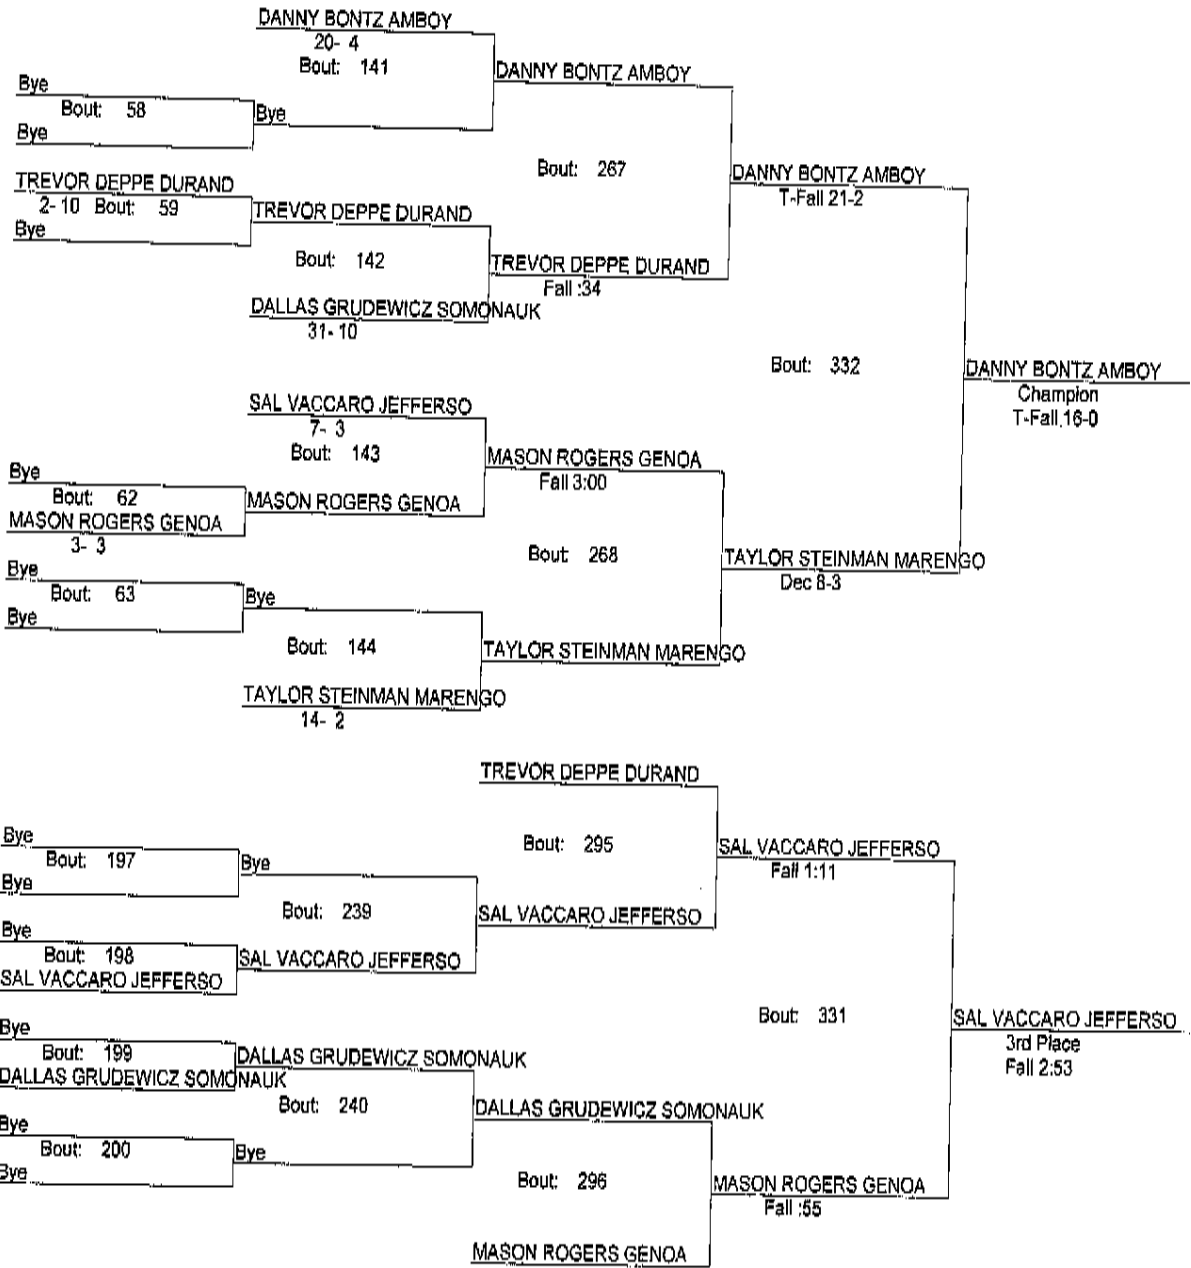 DANNY BONTZ AMBOY
20- 4
Bout: 141
DANNY BONTZ AMBOY
Bye
Bout: 58
Bye
Bye
Bout: 267
DANNY BONTZ AMBOY
T-Fall 21-2
TREVOR DEPPE DURAND
2- 10 Bout: 59
TREVOR DEPPE DURAND
Bye
Bout: 142
TREVOR DEPPE DURAND
Fall :34
DALLAS GRUDEWICZ SOMONAUK
31- 10
Bout: 332
DANNY BONTZ AMBOY
Champion
T-Fall 16-0
SAL VACCARO JEFFERSO
7- 3
Bout: 143
MASON ROGERS GENOA
Fall 3:00
Bye
Bout: 62
MASON ROGERS GENOA
MASON ROGERS GENOA
3- 3
Bout: 268
TAYLOR STEINMAN MARENGO
Dec 8-3
Bye
Bout: 63
Bye
Bye
Bout: 144
TAYLOR STEINMAN MARENGO
TAYLOR STEINMAN MARENGO
14- 2
TREVOR DEPPE DURAND
Bye
Bout: 197
Bye
Bye
Bout: 295
SAL VACCARO JEFFERSO
Fall 1:11
Bout: 239
SAL VACCARO JEFFERSO
Bye
Bout: 198
SAL VACCARO JEFFERSO
SAL VACCARO JEFFERSO
Bout: 331
SAL VACCARO JEFFERSO
3rd Place
Fall 2:53
Bye
Bout: 199
DALLAS GRUDEWICZ SOMONAUK
DALLAS GRUDEWICZ SOMONAUK
Bout: 240
DALLAS GRUDEWICZ SOMONAUK
Bye
Bout: 200
Bye
Bye
Bout: 296
MASON ROGERS GENOA
Fall :55
MASON ROGERS GENOA